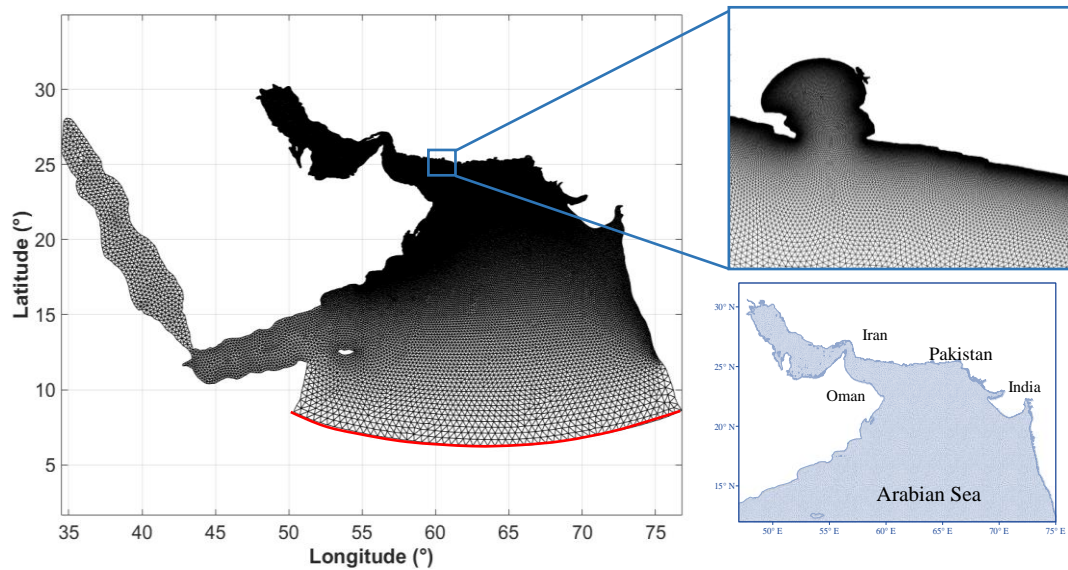 30
25
20
15
10
5
Latitude (°)
35
40
45
50
55
60
65
70
75
Longitude (°)
30° N
25° N
20° N
15° N
Iran
Pakistan
Oman
India
Arabian Sea
50° E
55° E
60° E
65° E
70° E
75° E